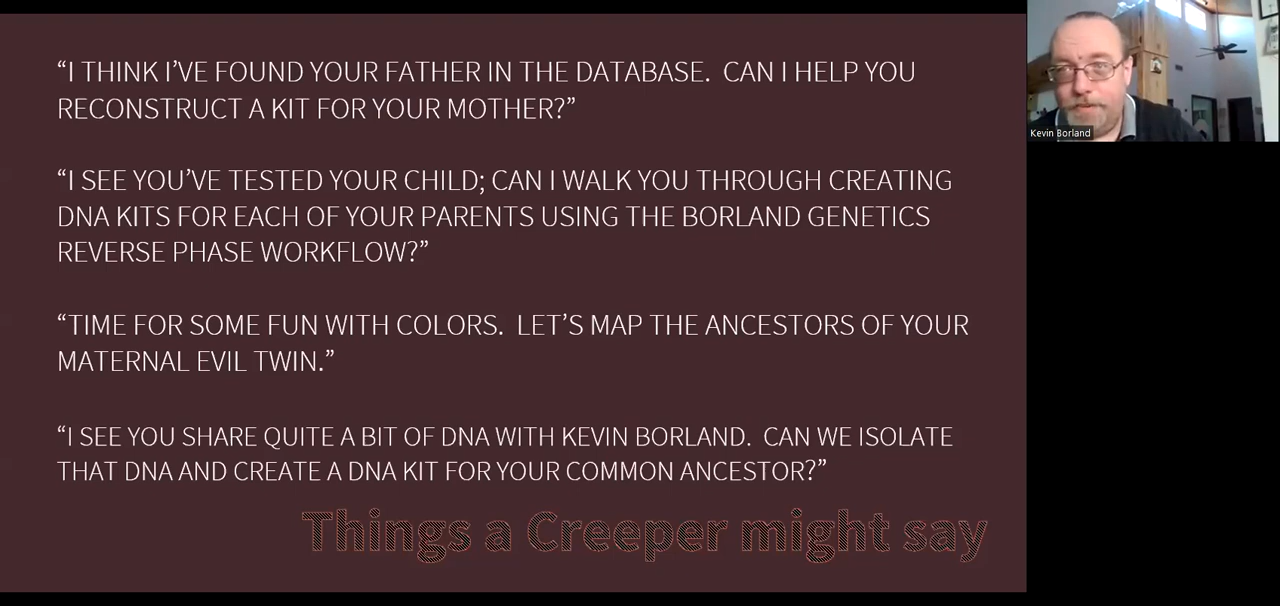 “I THINK I’VE FOUND YOUR FATHER IN THE DATABASE.  CAN I HELP YOU
RECONSTRUCT A KIT FOR YOUR MOTHER?”
“I SEE YOU’VE TESTED YOUR CHILD; CAN I WALK YOU THROUGH CREATING
DNA KITS FOR EACH OF YOUR PARENTS USING THE BORLAND GENETICS
REVERSE PHASE WORKFLOW?”
“TIME FOR SOME FUN WITH COLORS.  LET’S MAP THE ANCESTORS OF YOUR
MATERNAL EVIL TWIN.”
“I SEE YOU SHARE QUITE A BIT OF DNA WITH KEVIN BORLAND.  CAN WE ISOLATE
THAT DNA AND CREATE A DNA KIT FOR YOUR COMMON ANCESTOR?”
Things a Creeper might say
Kevin Borland